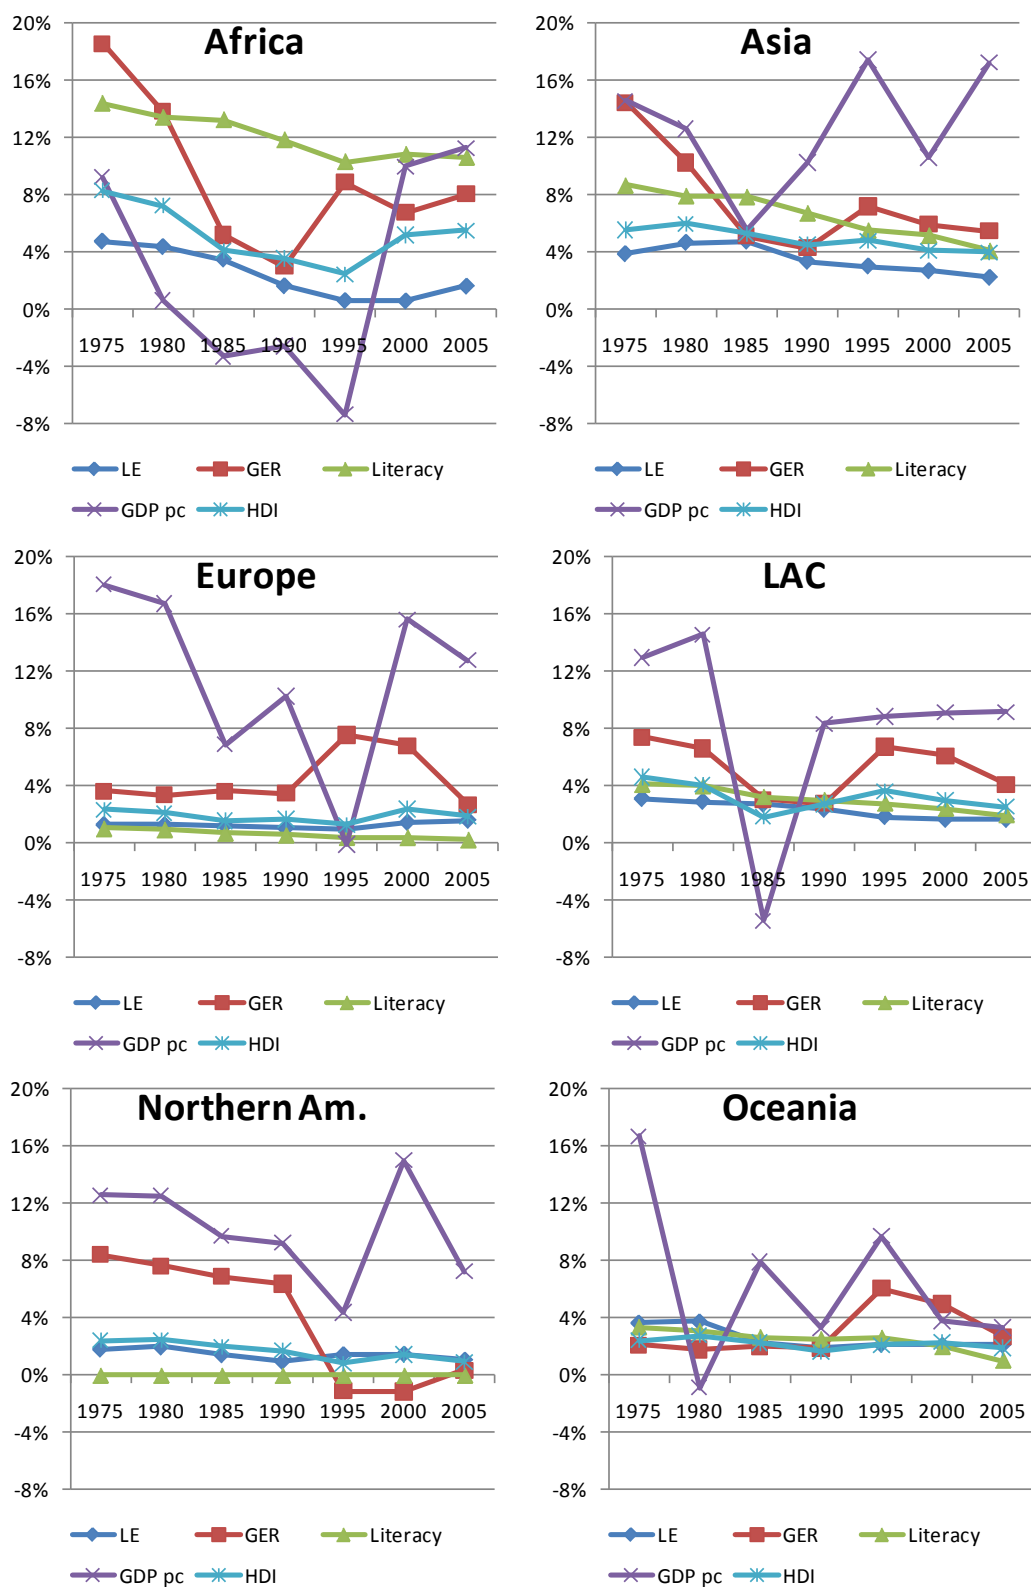 Africa
20%
16%
12%
8%
4%
0%
-4%
-8%
1975 1980 1985 1990 1995 2000 2005
LE GER Literacy
GDP pc HDI
Asia
20%
16%
12%
8%
4%
0%
-4%
-8%
1975 1980 1985 1990 1995 2000 2005
LE GER Literacy
GDP pc HDI
Europe
20%
16%
12%
8%
4%
0%
-4%
-8%
1975 1980 1985 1990 1995 2000 2005
LE GER Literacy
GDP pc HDI
LAC
20%
16%
12%
8%
4%
0%
-4%
-8%
1975 1980 1985 1990 1995 2000 2005
LE GER Literacy
GDP pc HDI
Northern Am.
20%
16%
12%
8%
4%
0%
-4%
-8%
1975 1980 1985 1990 1995 2000 2005
LE GER Literacy
GDP pc HDI
Oceania
20%
16%
12%
8%
4%
0%
-4%
-8%
1975 1980 1985 1990 1995 2000 2005
LE GER Literacy
GDP pc HDI